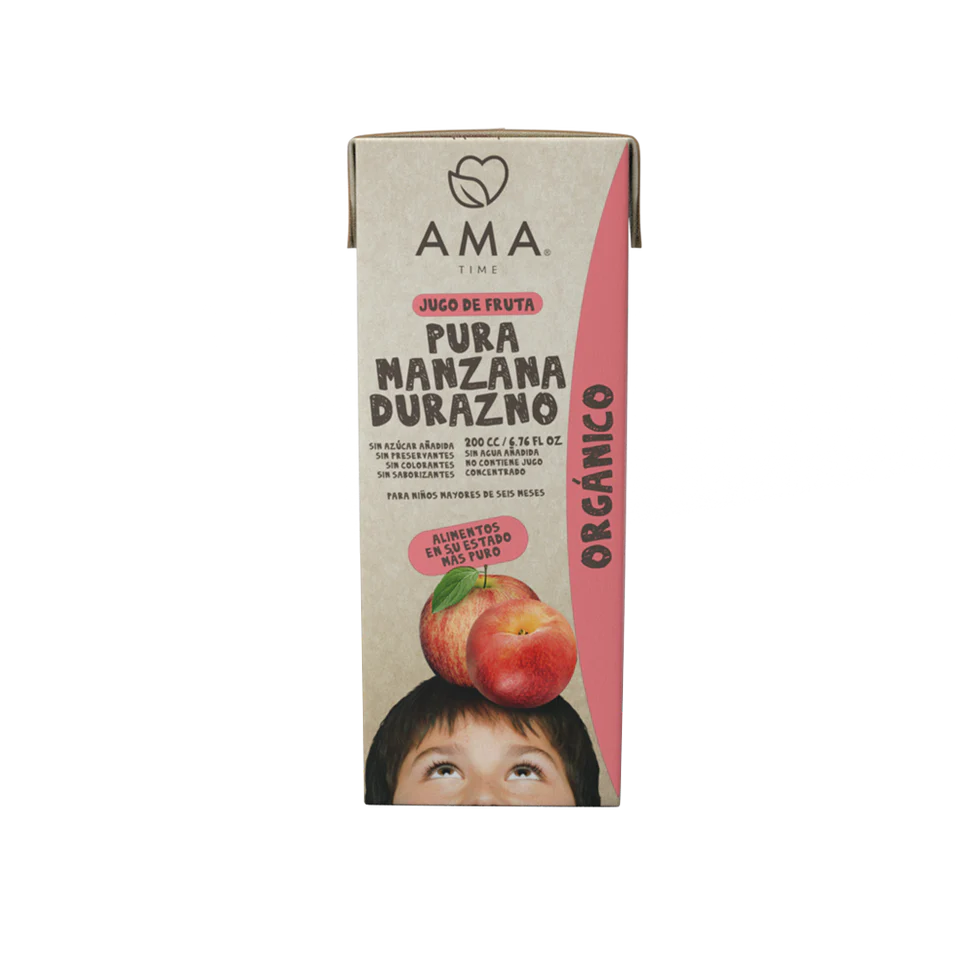 AMA®
TIME
JUGO DE FRUTA
PURA
MANZANA
DURAZNO
SIN AZÚCAR AÑADIDA
SIN PRESERVANTES
SIN COLORANTES
SIN SABORIZANTES
200 CC / 6.76 FL OZ
SIN AGUA AÑADIDA
NO CONTIENE JUGO
CONCENTRADO
PARA NIÑOS MAYORES DE SEIS MESES
ALIMENTOS
EN SU ESTADO
MÁS PURO
ORGÁNICO